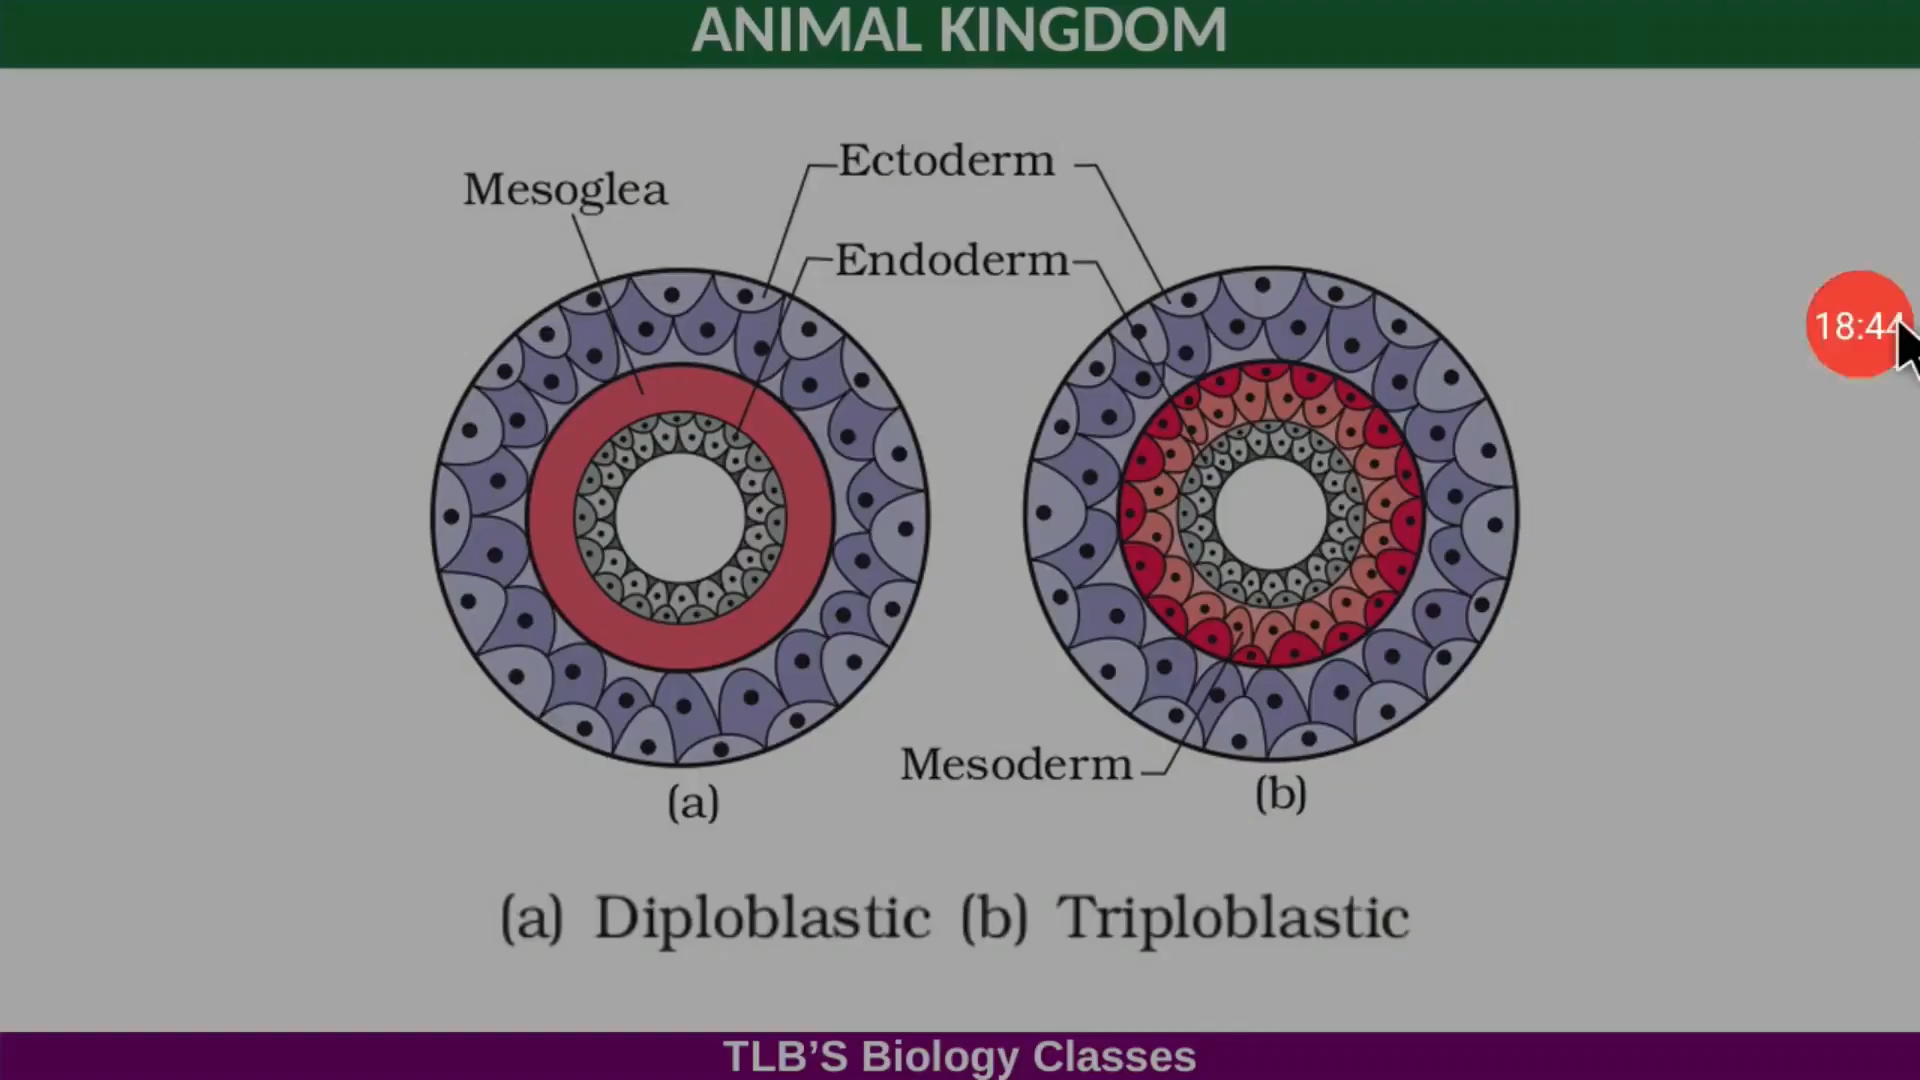 ANIMAL KINGDOM
Ectoderm
Mesoglea
Endoderm
18:44
Mesoderm
(a)
(b)
(a) Diploblastic (b) Triploblastic
TLB'S Biology Classes